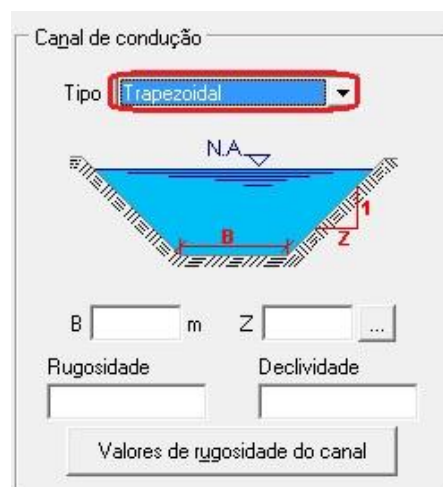 Canal de condução
Tipo Trapezoidal
N.A.
1
B
Z
B m Z ...
Rugosidade Declividade
Valores de rugosidade do canal